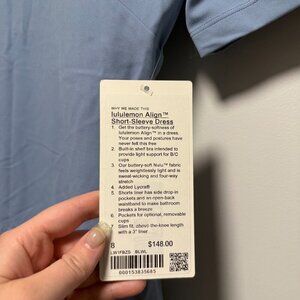 WHY WE MADE THIS
lululemon Align™
Short-Sleeve Dress
1 Get the buttery-softness of
lululemon Align™ in a dress.
Your poses and postures have
never felt this free
2 Built-in shelf bra intended to
provide light support for B/C
cups
3 Our buttery-soft Nulu™ fabric
feels weightlessly light and is
sweat-wicking and four-way
stretch
4 Added Lycra®
5 Shorts liner has side drop-in
pockets and an open-back
waistband to make bathroom
breaks a breeze
6 Pockets for optional, removable
cups
7 Slim fit, above-the-knee length
with a 3" liner
8 $148.00
000153835685